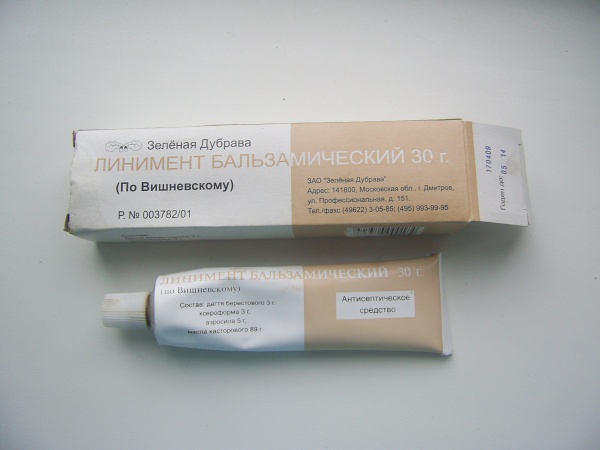 Зелёная Дубрава
ЛИНИМЕНТ БАЛЬЗАМИЧЕСКИЙ 30 г.
(По Вишневскому)
Р. № 003782/01
ЗАО "Зелёная Дубрава"
Адрес: 141800, Московская обл., г. Дмитров,
ул. Профессиональная, д. 151.
Тел./факс (49622) 3-05-85; (495) 993-99-95
170409
Годен до: 05 14
ЛИНИМЕНТ БАЛЬЗАМИЧЕСКИЙ 30 г.
(по Вишневскому)
Состав: дегтя берестового 3 г.
ксероформа 3 г.
аэросила 5 г.
масла касторового 89 г.
Антисептическое
средство